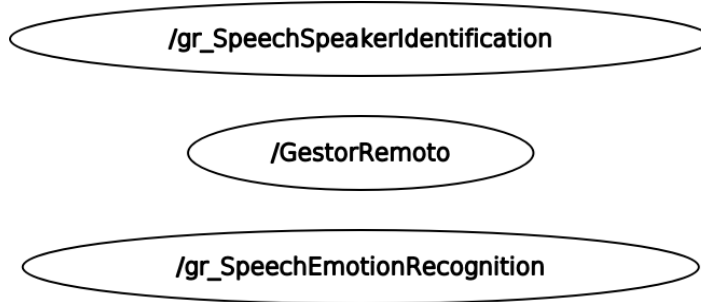 /gr_SpeechSpeakerIdentification
/GestorRemoto
/gr_SpeechEmotionRecognition